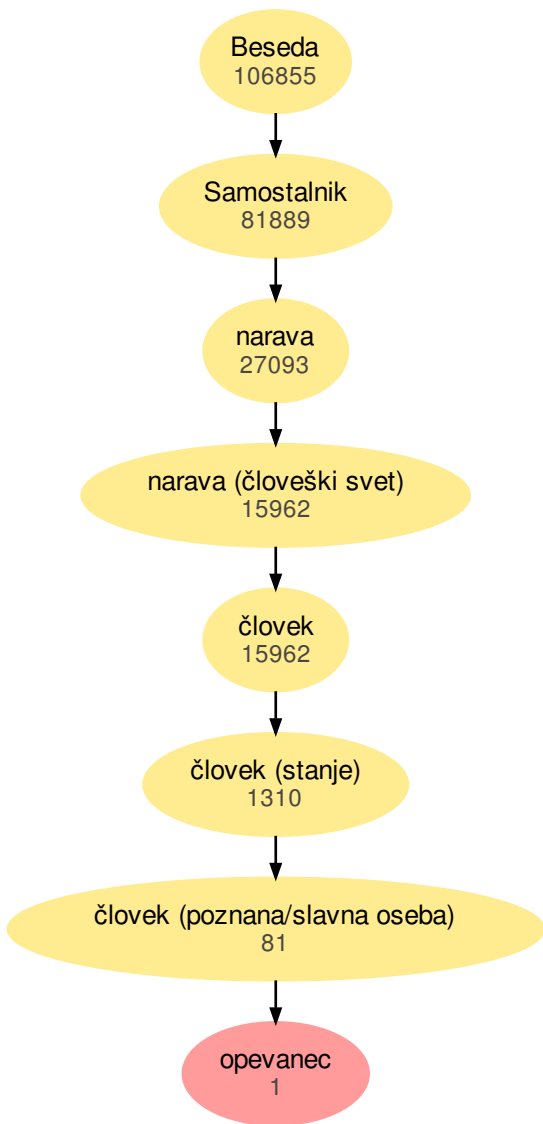 Beseda
106855
Samostalnik
81889
narava
27093
narava (človeški svet)
15962
človek
15962
človek (stanje)
1310
človek (poznana/slavna oseba)
81
opevanec
1